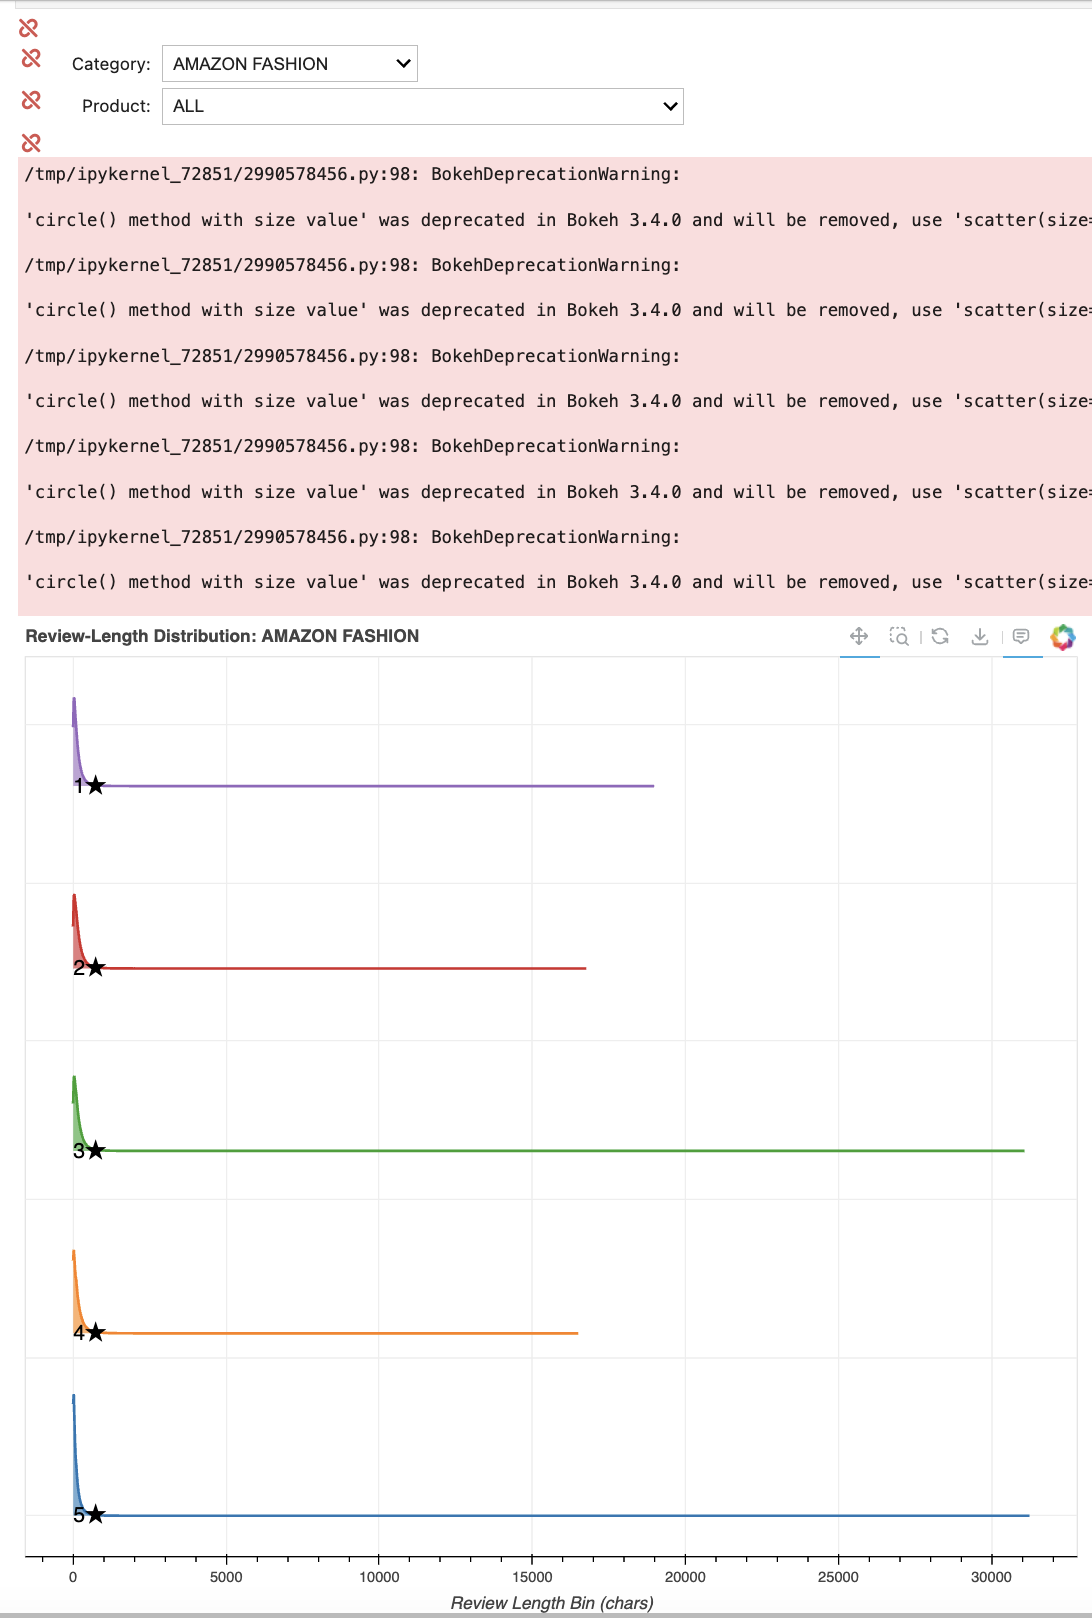 Category: AMAZON FASHION
Product: ALL
/tmp/ipykernel_72851/2990578456.py:98: BokehDeprecationWarning:
'circle() method with size value' was deprecated in Bokeh 3.4.0 and will be removed, use 'scatter(size=
/tmp/ipykernel_72851/2990578456.py:98: BokehDeprecationWarning:
'circle() method with size value' was deprecated in Bokeh 3.4.0 and will be removed, use 'scatter(size=
/tmp/ipykernel_72851/2990578456.py:98: BokehDeprecationWarning:
'circle() method with size value' was deprecated in Bokeh 3.4.0 and will be removed, use 'scatter(size=
/tmp/ipykernel_72851/2990578456.py:98: BokehDeprecationWarning:
'circle() method with size value' was deprecated in Bokeh 3.4.0 and will be removed, use 'scatter(size=
/tmp/ipykernel_72851/2990578456.py:98: BokehDeprecationWarning:
'circle() method with size value' was deprecated in Bokeh 3.4.0 and will be removed, use 'scatter(size=
Review-Length Distribution: AMAZON FASHION
1★
2★
3★
4★
5★
0 5000 10000 15000 20000 25000 30000
Review Length Bin (chars)